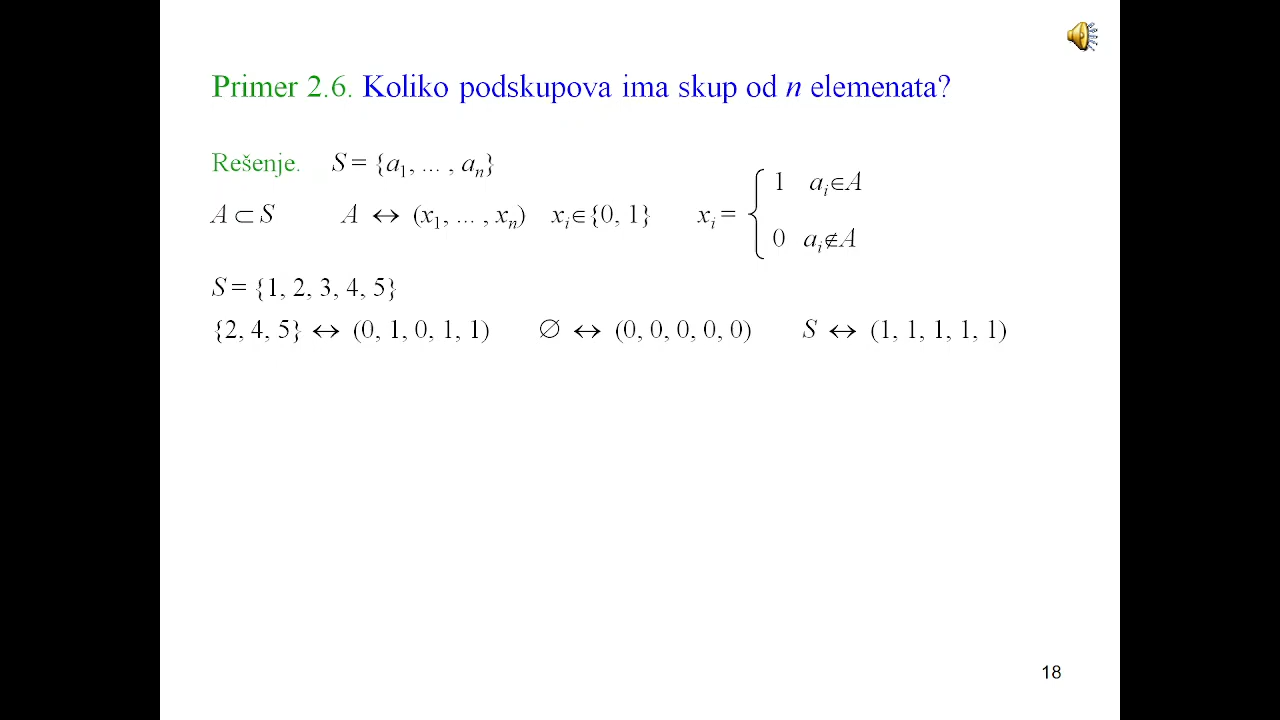 Primer 2.6. Koliko podskupova ima skup od n elemenata?
Rešenje. S = {a₁, ... , aₙ}
A ⊂ S A ↔ (x₁, ... , xₙ) xᵢ∈{0, 1} xᵢ = { 1 aᵢ∈A
0 aᵢ∉A
S = {1, 2, 3, 4, 5}
{2, 4, 5} ↔ (0, 1, 0, 1, 1) ∅ ↔ (0, 0, 0, 0, 0) S ↔ (1, 1, 1, 1, 1)
18